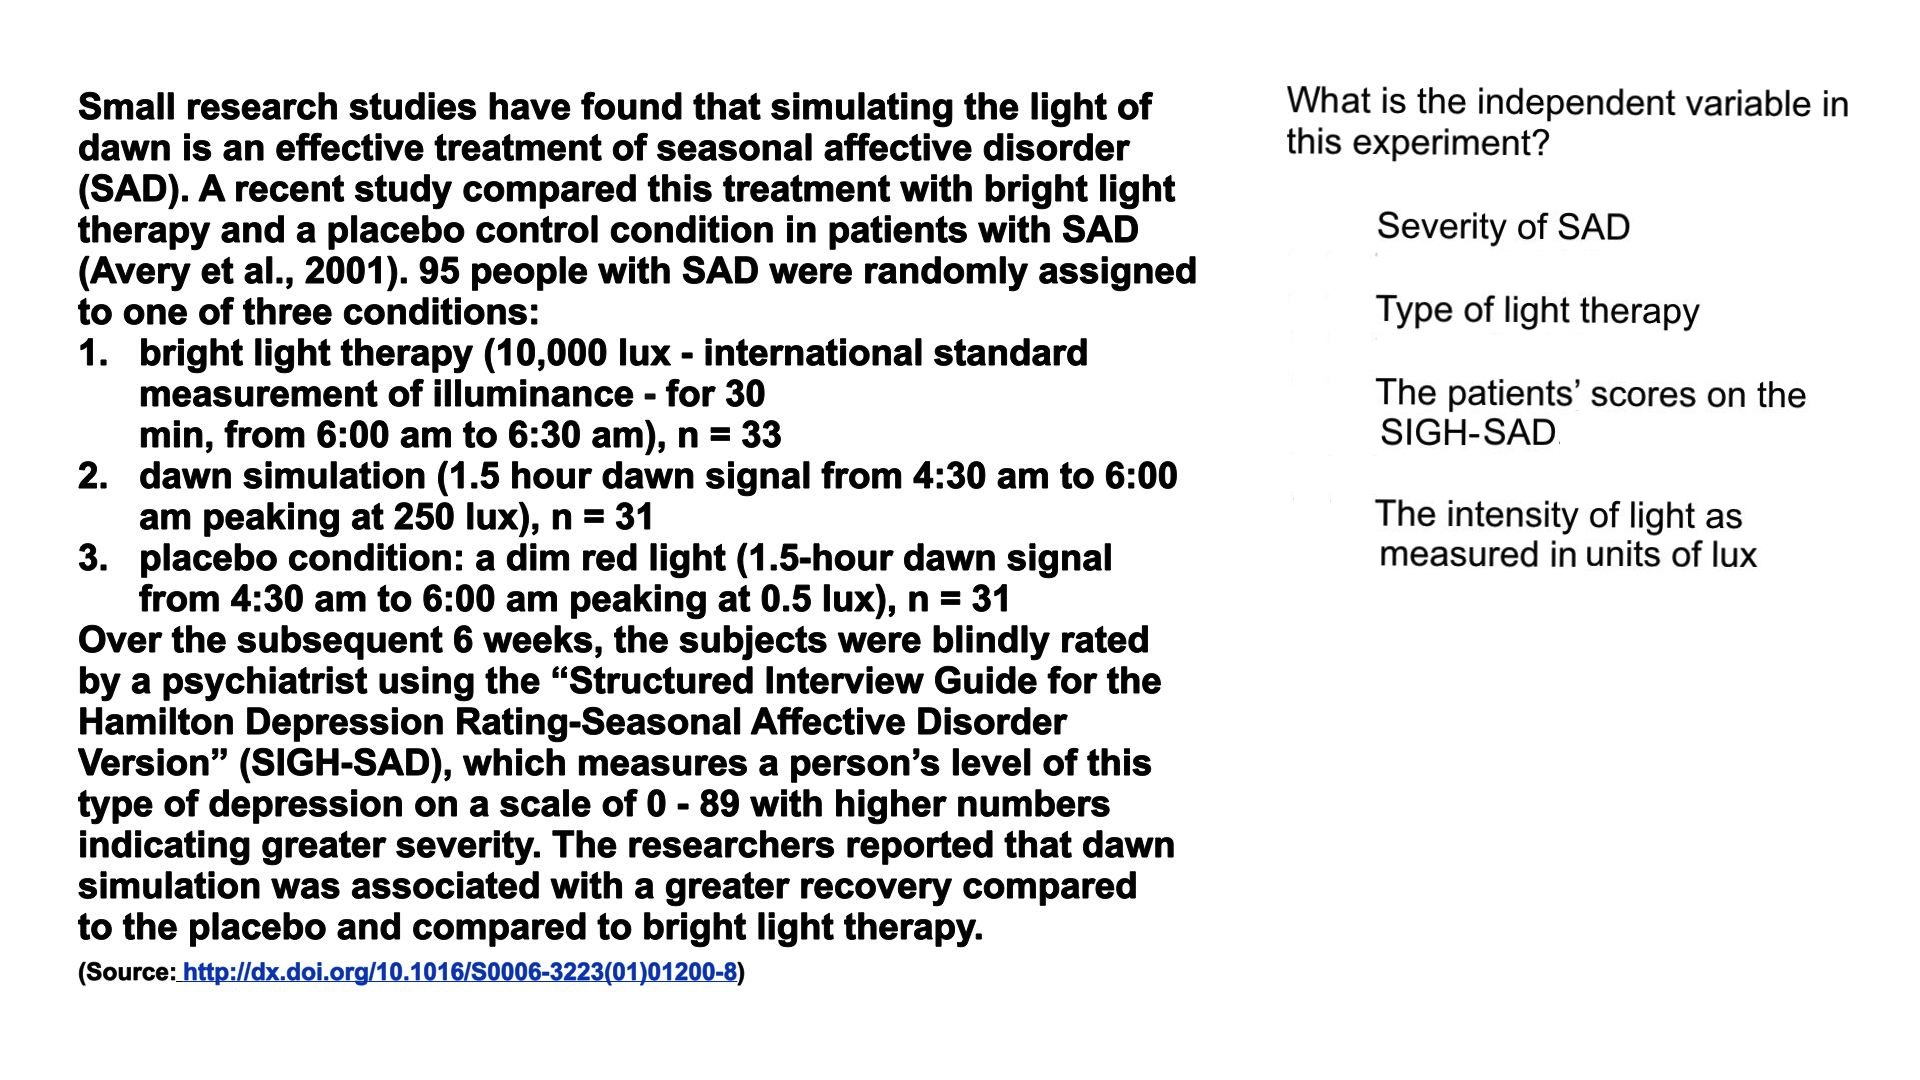 Small research studies have found that simulating the light of
dawn is an effective treatment of seasonal affective disorder
(SAD). A recent study compared this treatment with bright light
therapy and a placebo control condition in patients with SAD
(Avery et al., 2001). 95 people with SAD were randomly assigned
to one of three conditions:
1. bright light therapy (10,000 lux - international standard
measurement of illuminance - for 30
min, from 6:00 am to 6:30 am), n = 33
2. dawn simulation (1.5 hour dawn signal from 4:30 am to 6:00
am peaking at 250 lux), n = 31
3. placebo condition: a dim red light (1.5-hour dawn signal
from 4:30 am to 6:00 am peaking at 0.5 lux), n = 31
Over the subsequent 6 weeks, the subjects were blindly rated
by a psychiatrist using the “Structured Interview Guide for the
Hamilton Depression Rating-Seasonal Affective Disorder
Version” (SIGH-SAD), which measures a person’s level of this
type of depression on a scale of 0 - 89 with higher numbers
indicating greater severity. The researchers reported that dawn
simulation was associated with a greater recovery compared
to the placebo and compared to bright light therapy.
(Source: http://dx.doi.org/10.1016/S0006-3223(01)01200-8)
What is the independent variable in
this experiment?
Severity of SAD
Type of light therapy
The patients’ scores on the
SIGH-SAD
The intensity of light as
measured in units of lux